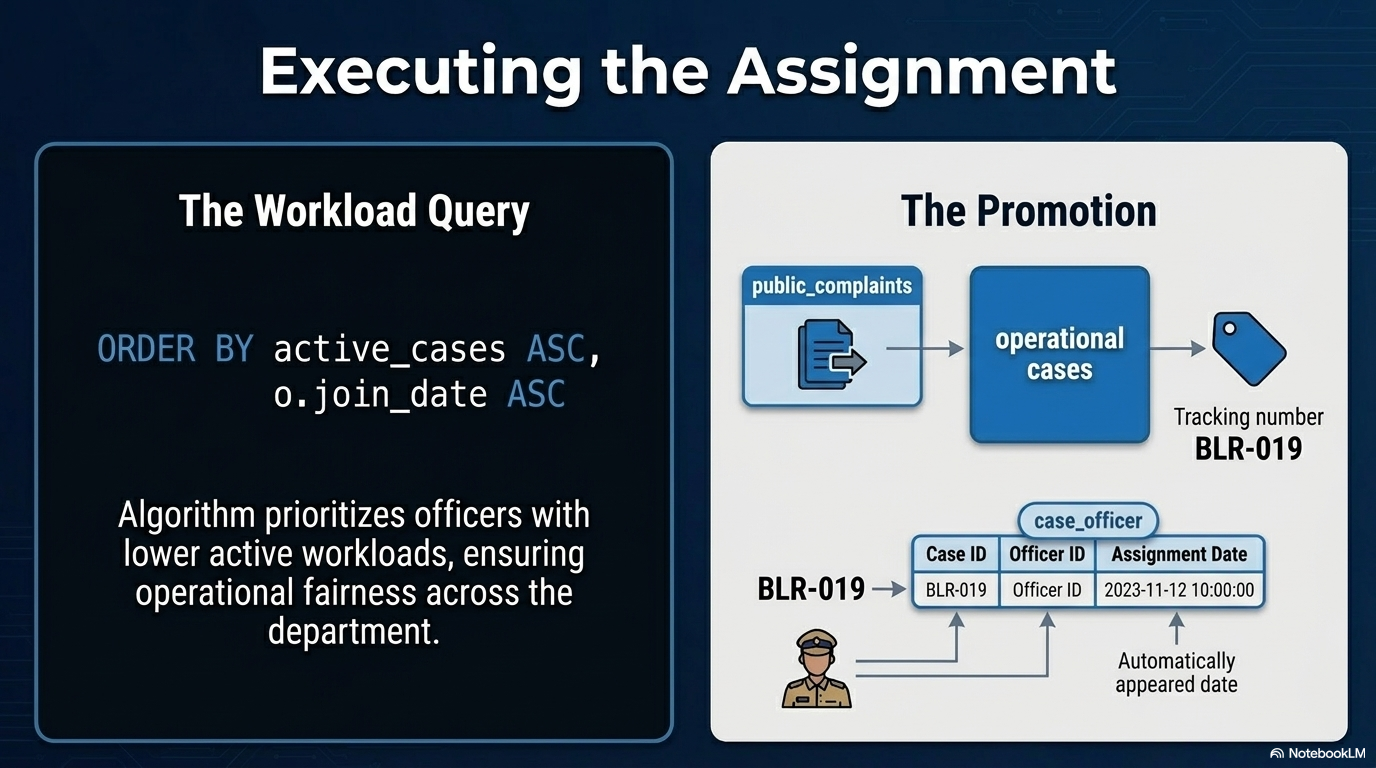 Executing the Assignment
The Workload Query
ORDER BY active_cases ASC,
o.join_date ASC
Algorithm prioritizes officers with
lower active workloads, ensuring
operational fairness across the
department.
The Promotion
public_complaints
operational
cases
Tracking number
BLR-019
case_officer
Case ID Officer ID Assignment Date
BLR-019 BLR-019 Officer ID 2023-11-12 10:00:00
Automatically
appeared date
NotebookLM